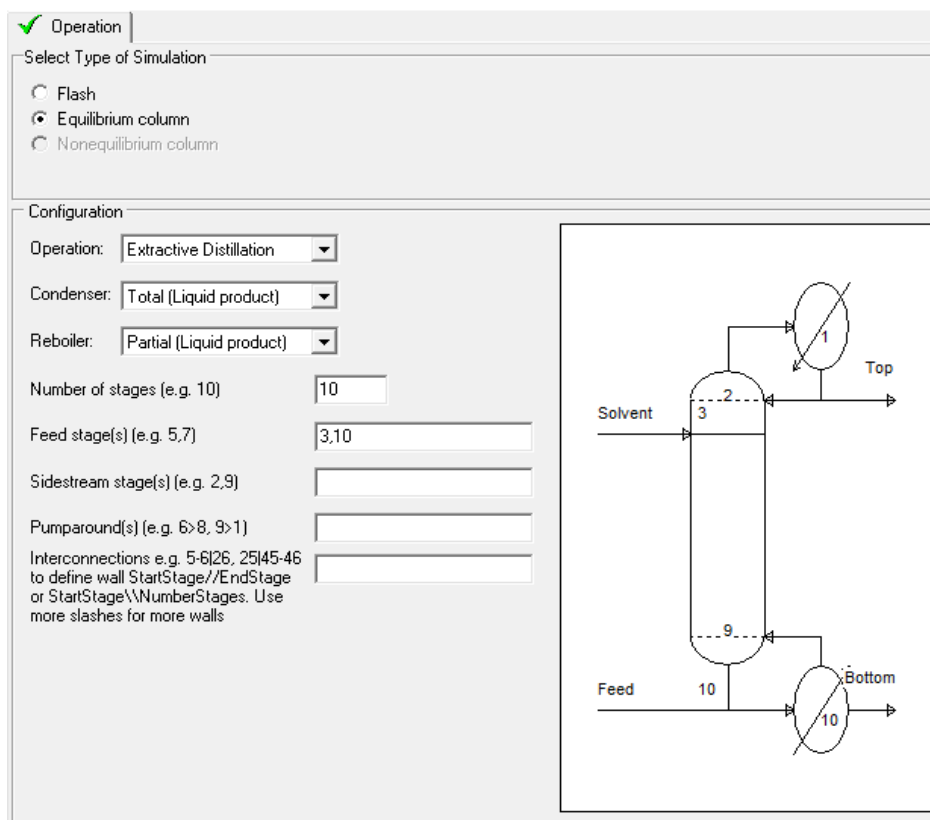 Operation
Select Type of Simulation
Flash
Equilibrium column
Nonequilibrium column
Configuration
Operation: Extractive Distillation
Condenser: Total (Liquid product)
Reboiler: Partial (Liquid product)
Number of stages (e.g. 10) 10
Feed stage(s) (e.g. 5,7) 3,10
Sidestream stage(s) (e.g. 2,9)
Pumparound(s) (e.g. 6>8, 9>1)
Interconnections e.g. 5-6|26, 25|45-46
to define wall StartStage//EndStage
or StartStage\\NumberStages. Use
more slashes for more walls
1
Top
2
Solvent 3
9
Bottom
Feed 10
10